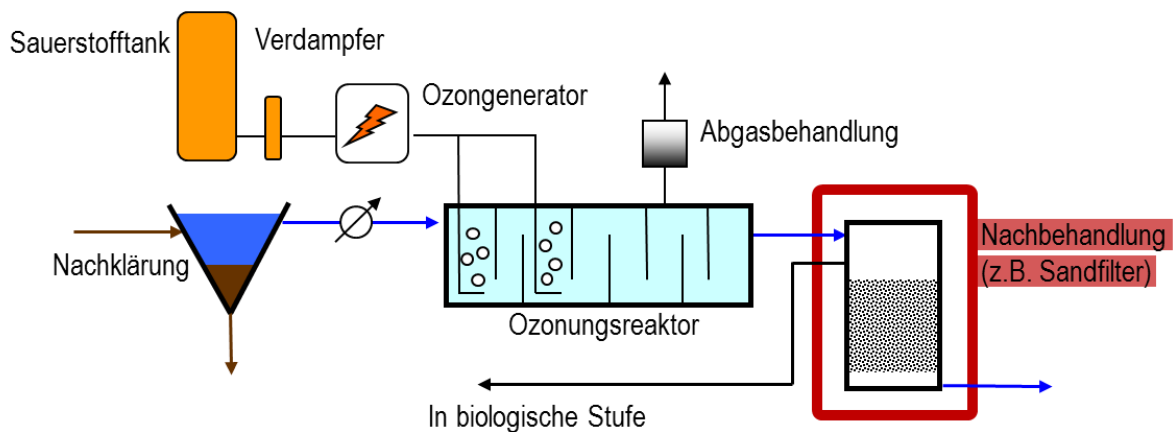 Sauerstofftank
Verdampfer
Ozongenerator
Abgasbehandlung
Nachklärung
Nachbehandlung
(z.B. Sandfilter)
Ozonungsreaktor
In biologische Stufe